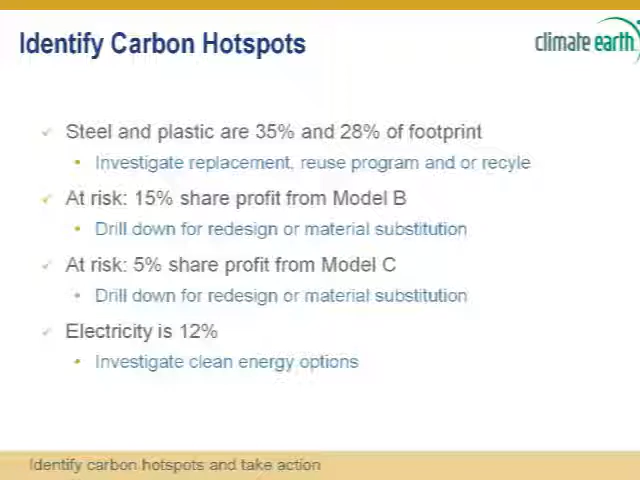 Identify Carbon Hotspots
climate earth
Steel and plastic are 35% and 28% of footprint
Investigate replacement, reuse program and or recyle
At risk: 15% share profit from Model B
Drill down for redesign or material substitution
At risk: 5% share profit from Model C
Drill down for redesign or material substitution
Electricity is 12%
Investigate clean energy options
Identify carbon hotspots and take action